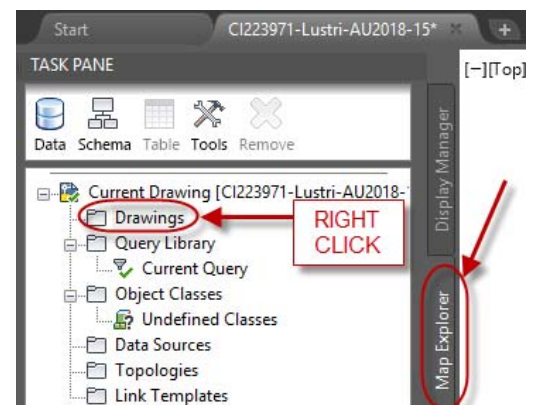 Start CI223971-Lustri-AU2018-15* × +
TASK PANE
[−][Top]
Data Schema Table Tools Remove
Display Manager
Current Drawing [CI223971-Lustri-AU2018-
Drawings
RIGHT
CLICK
Query Library
Current Query
Object Classes
Undefined Classes
Map Explorer
Data Sources
Topologies
Link Templates